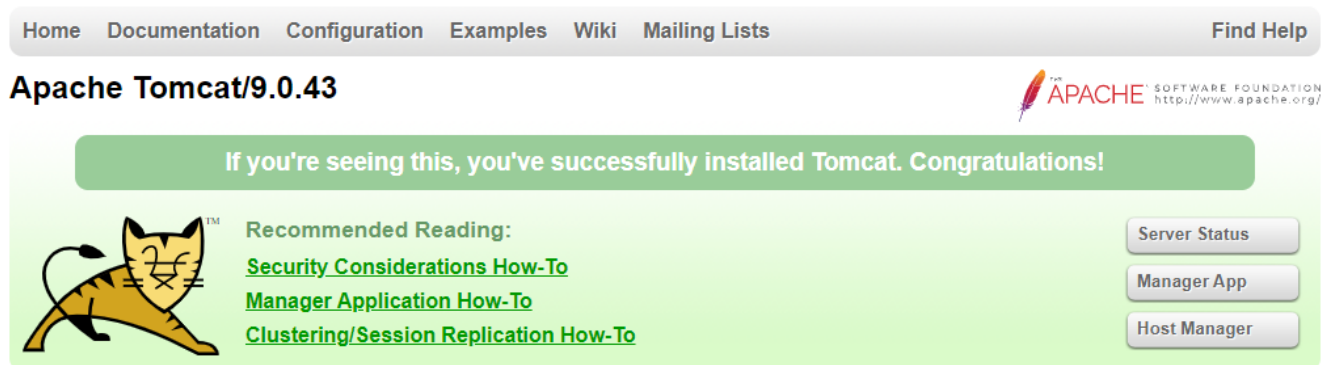 Home Documentation Configuration Examples Wiki Mailing Lists Find Help
Apache Tomcat/9.0.43
THE
APACHE® SOFTWARE FOUNDATION
http://www.apache.org/
If you're seeing this, you've successfully installed Tomcat. Congratulations!
TM
Recommended Reading:
Security Considerations How-To
Manager Application How-To
Clustering/Session Replication How-To
Server Status
Manager App
Host Manager